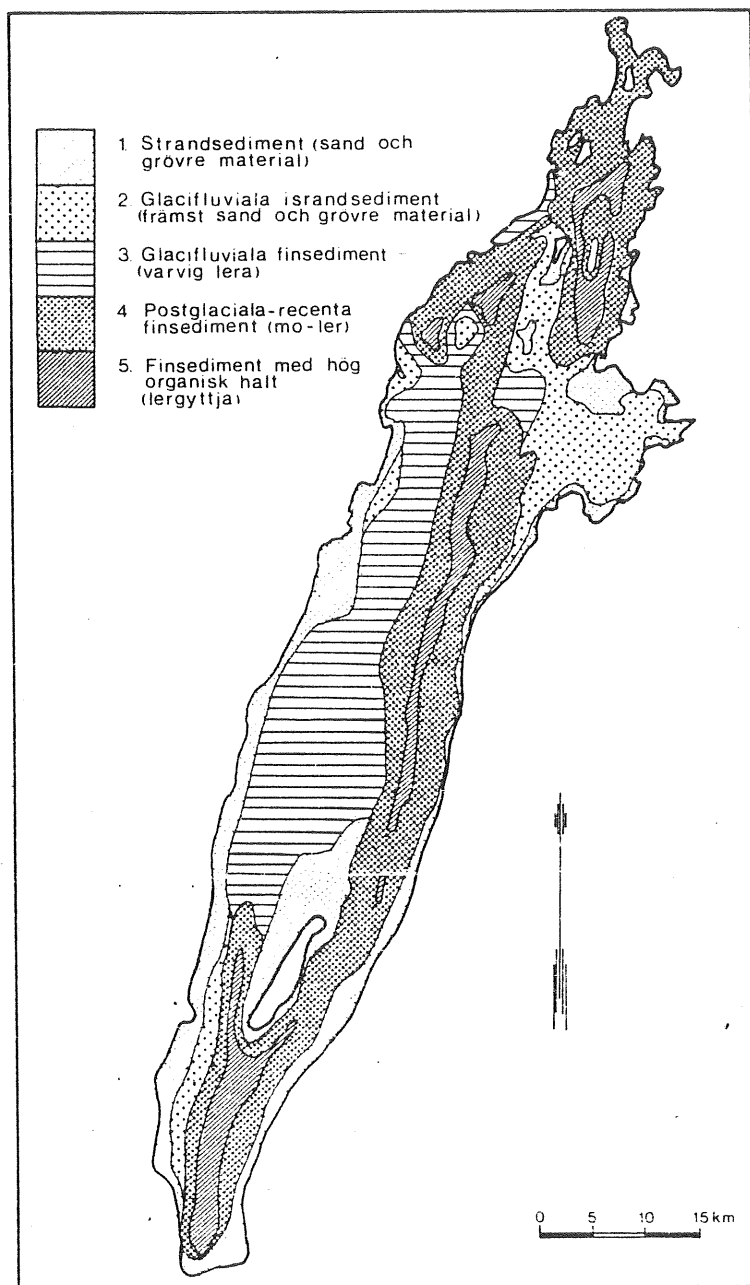 1. Strandsediment (sand och
grövre material)
2. Glacifluviala israndsediment
(främst sand och grövre material)
3. Glacifluviala finsediment
(varvig lera)
4 Postglaciala-recenta
finsediment (mo-ler)
5. Finsediment med hög
organisk halt
(lergyttja)
0 5 10 15 km